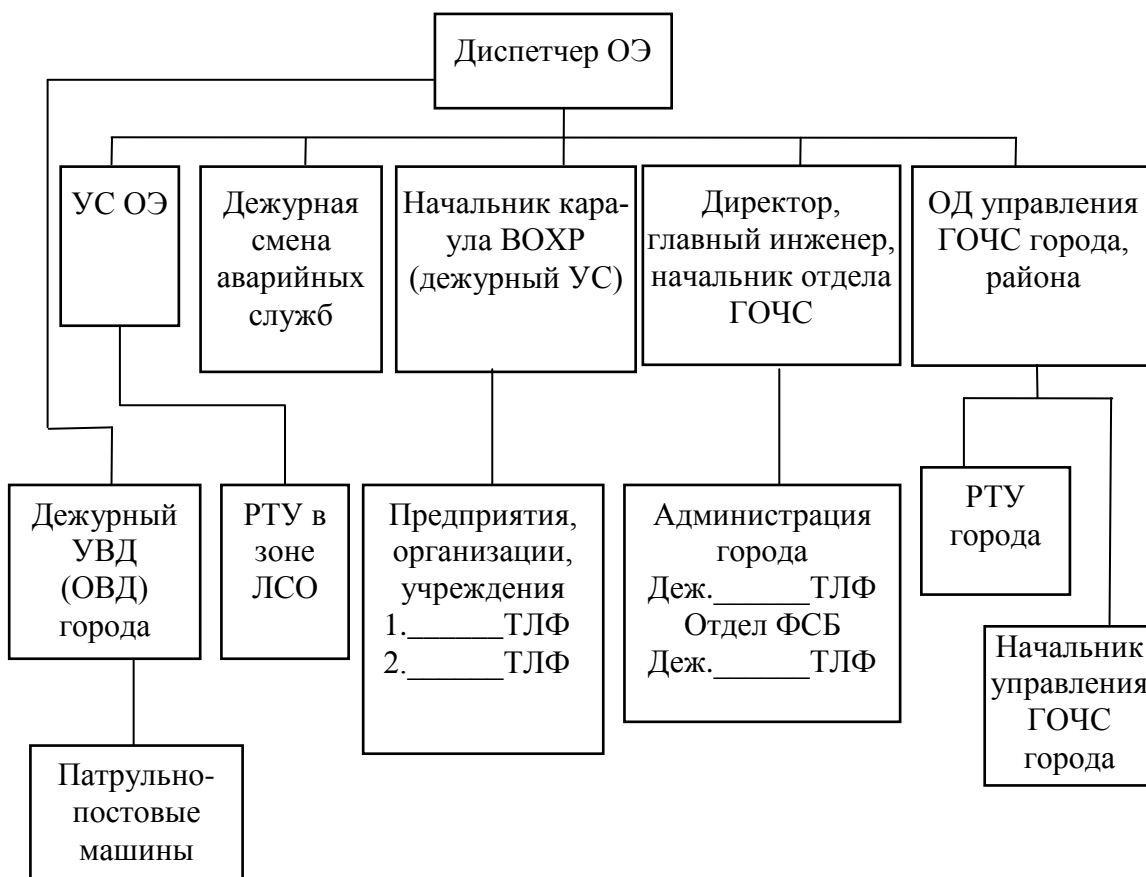 Диспетчер ОЭ
УС ОЭ
Дежурная
смена
аварийных
служб
Начальник кара-
ула ВОХР
(дежурный УС)
Директор,
главный инженер,
начальник отдела
ГОЧС
ОД управления
ГОЧС города,
района
Дежурный
УВД
(ОВД)
города
РТУ в
зоне
ЛСО
Предприятия,
организации,
учреждения
1.______ТЛФ
2.______ТЛФ
Администрация
города
Деж.______ТЛФ
Отдел ФСБ
Деж.______ТЛФ
РТУ
города
Начальник
управления
ГОЧС
города
Патрульно-
постовые
машины